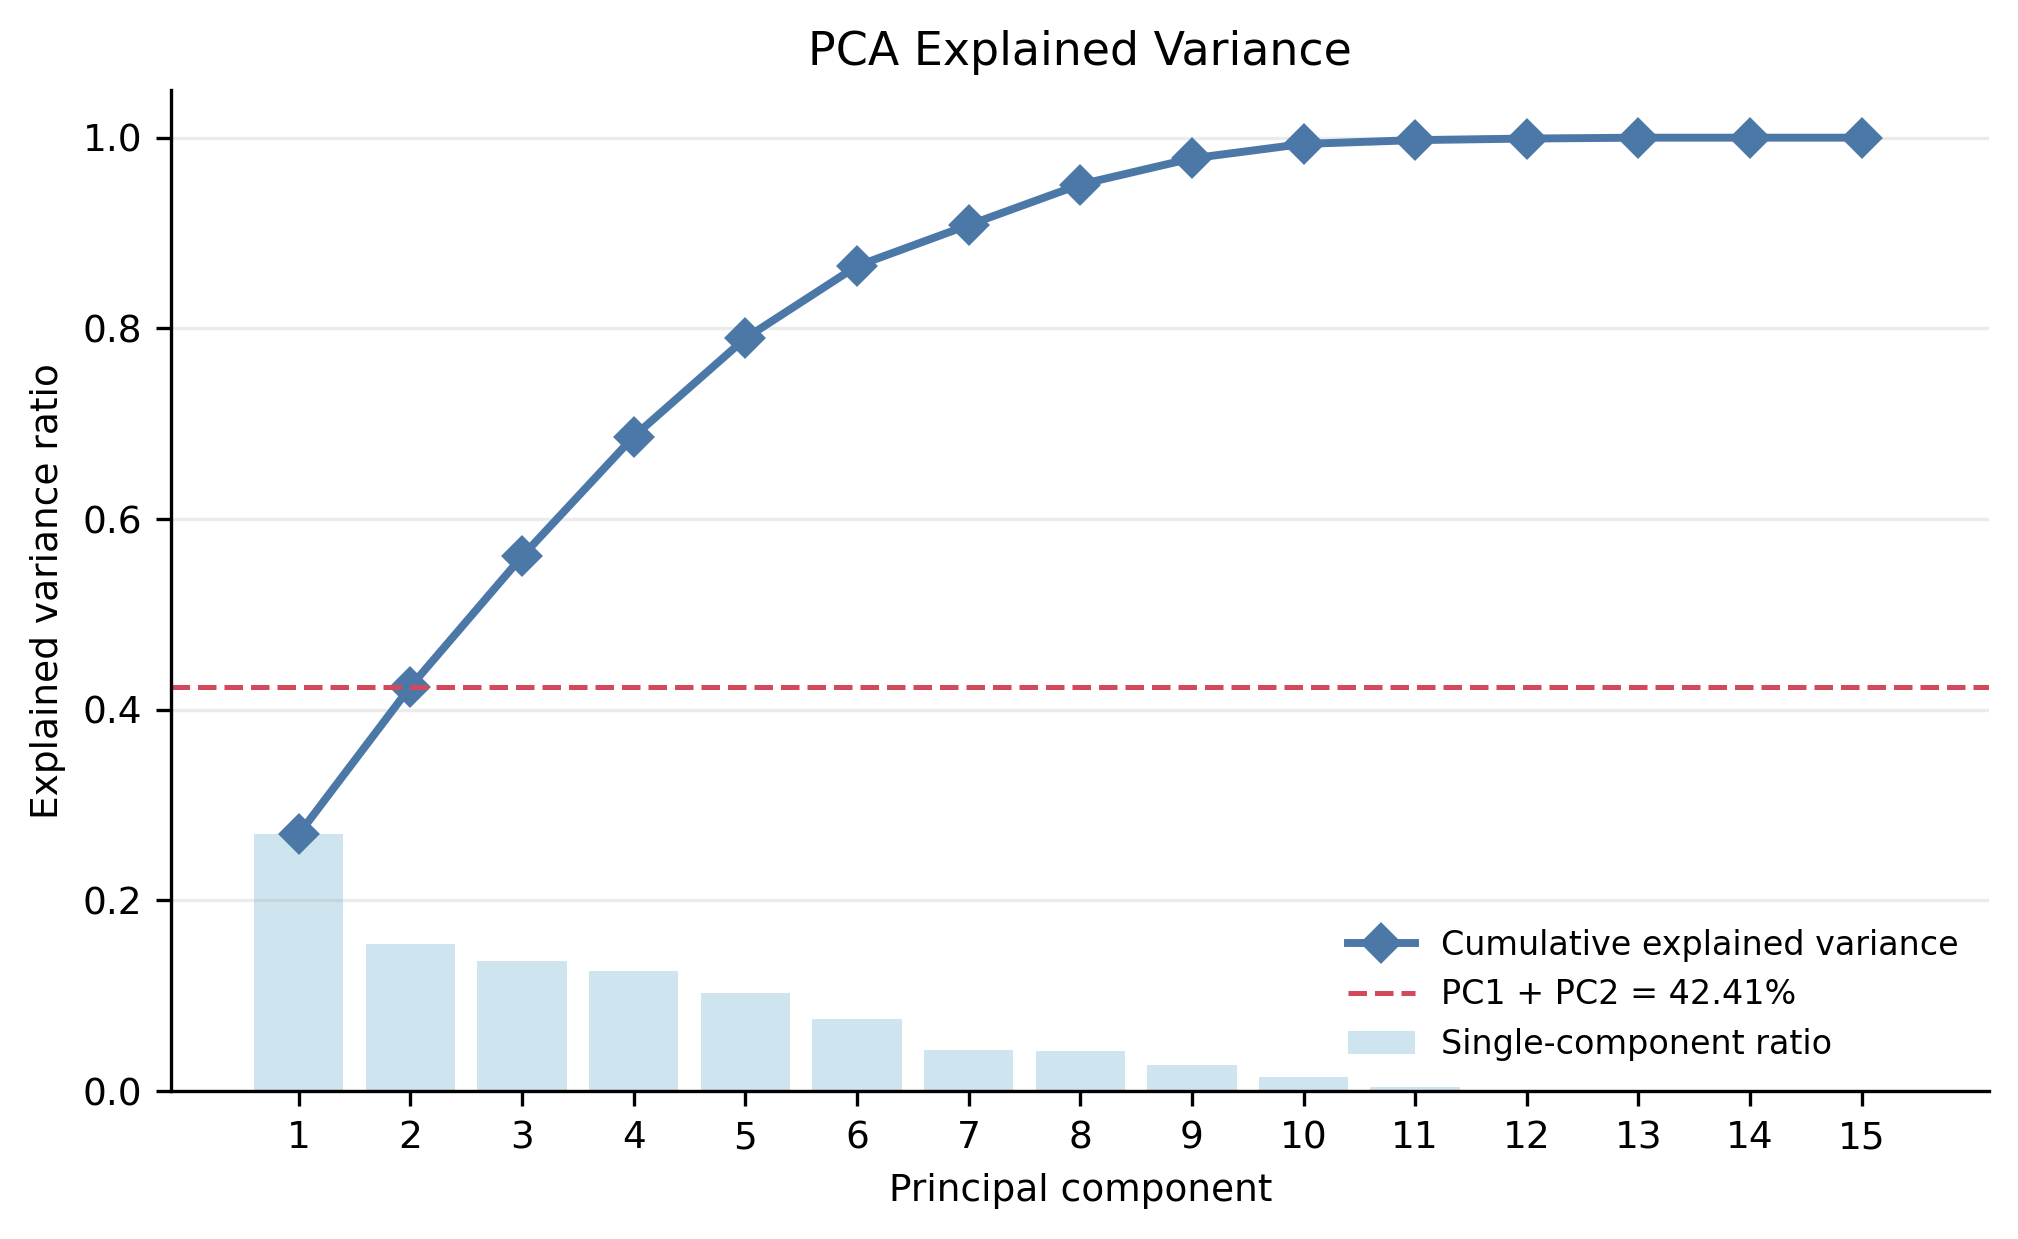 PCA Explained Variance
Explained variance ratio
1.0
0.8
0.6
0.4
0.2
0.0
Cumulative explained variance
PC1 + PC2 = 42.41%
Single-component ratio
1 2 3 4 5 6 7 8 9 10 11 12 13 14 15
Principal component